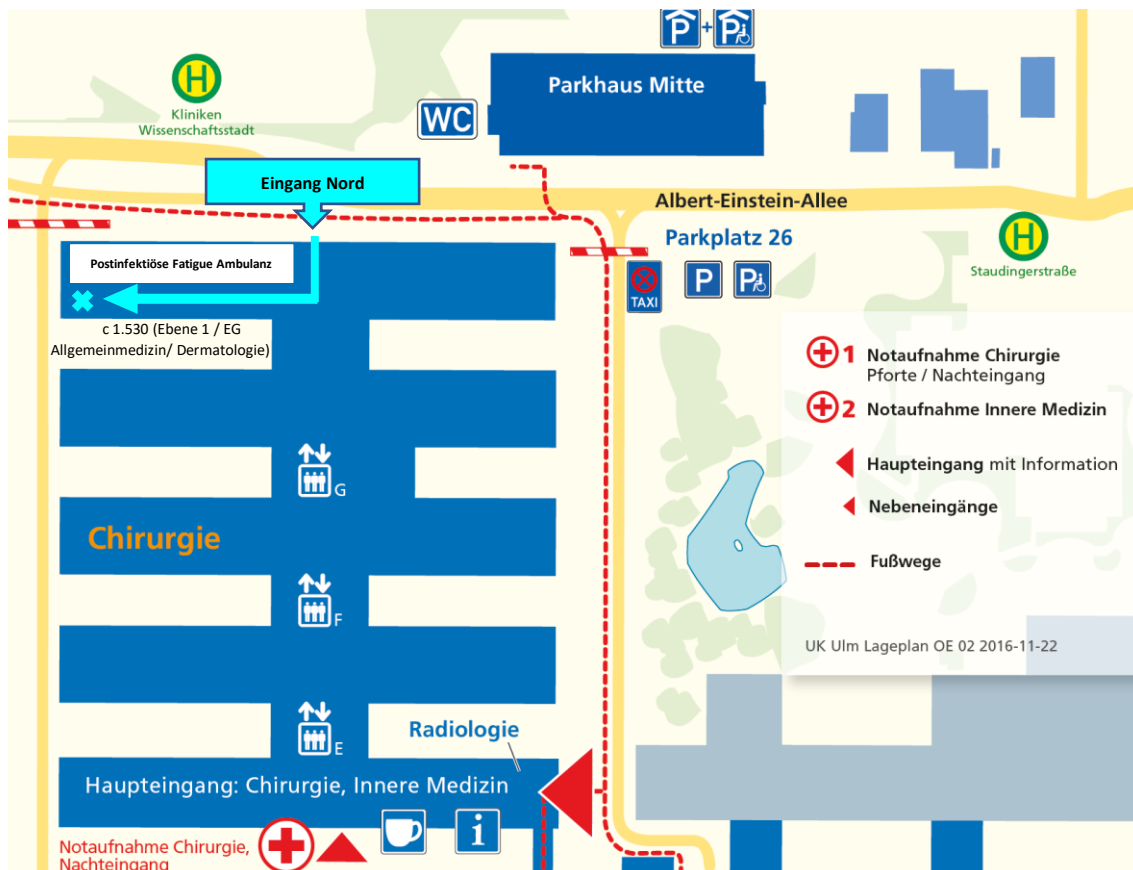 P
+
P
Parkhaus Mitte
H
Kliniken
Wissenschaftsstadt
WC
Eingang Nord
Albert-Einstein-Allee
Parkplatz 26
H
Staudingerstraße
TAXI
P
P
Postinfektiöse Fatigue Ambulanz
c 1.530 (Ebene 1 / EG
Allgemeinmedizin/ Dermatologie)
1 Notaufnahme Chirurgie
Pforte / Nachteingang
2 Notaufnahme Innere Medizin
Haupteingang mit Information
Nebeneingänge
Fußwege
UK Ulm Lageplan OE 02 2016-11-22
G
Chirurgie
F
E
Radiologie
Haupteingang: Chirurgie, Innere Medizin
i
Notaufnahme Chirurgie,
Nachteingang